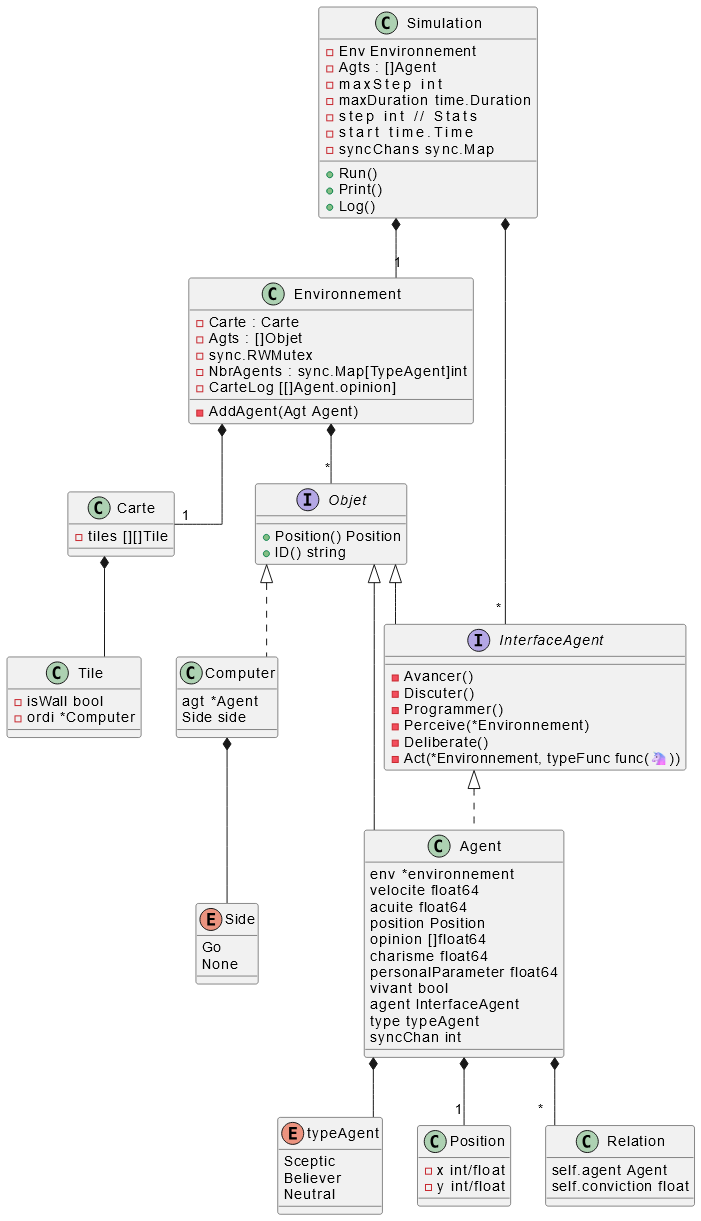 C Simulation
Env Environnement
Agts : []Agent
maxStep int
maxDuration time.Duration
step int // Stats
start time.Time
syncChans sync.Map
Run()
Print()
Log()
1
*
C Environnement
Carte : Carte
Agts : []Objet
sync.RWMutex
NbrAgents : sync.Map[TypeAgent]int
CarteLog [[]Agent.opinion]
AddAgent(Agt Agent)
1
*
C Carte
tiles [][]Tile
I Objet
Position() Position
ID() string
C Tile
isWall bool
ordi *Computer
C Computer
agt *Agent
Side side
I InterfaceAgent
Avancer()
Discuter()
Programmer()
Perceive(*Environnement)
Deliberate()
Act(*Environnement, typeFunc func(🦄))
C Agent
env *environnement
velocite float64
acuite float64
position Position
opinion []float64
charisme float64
personalParameter float64
vivant bool
agent InterfaceAgent
type typeAgent
syncChan int
E Side
Go
None
1
*
E typeAgent
Sceptic
Believer
Neutral
C Position
x int/float
y int/float
C Relation
self.agent Agent
self.conviction float